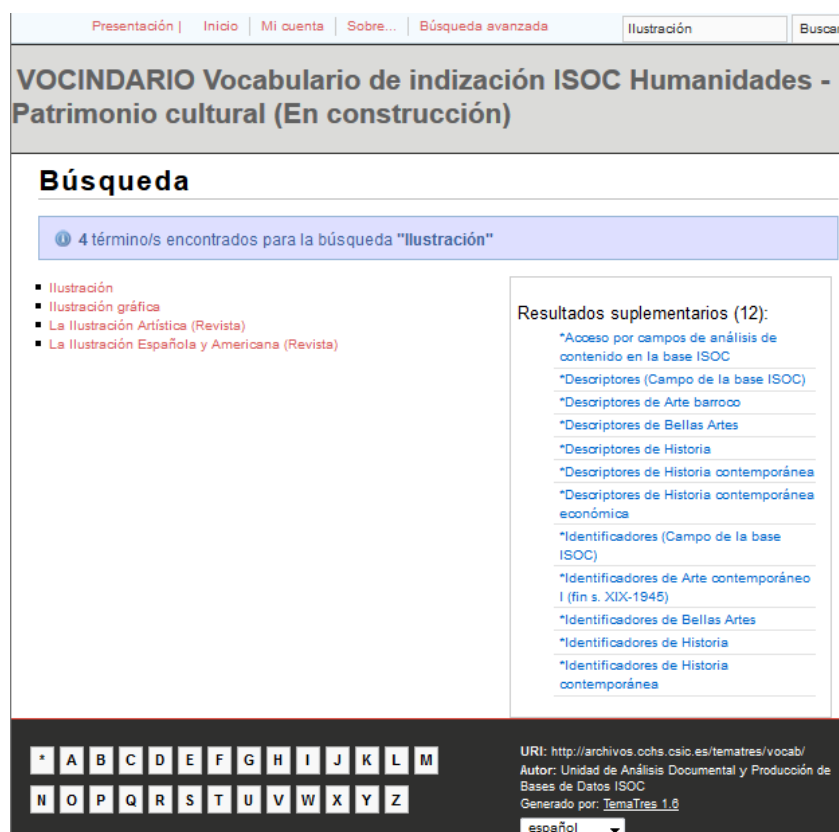 Presentación | Inicio Mi cuenta Sobre... Búsqueda avanzada Ilustración Buscar
VOCINDARIO Vocabulario de indización ISOC Humanidades -
Patrimonio cultural (En construcción)
Búsqueda
4 término/s encontrados para la búsqueda "Ilustración"
Ilustración
Ilustración gráfica
La Ilustración Artística (Revista)
La Ilustración Española y Americana (Revista)
Resultados suplementarios (12):
*Acceso por campos de análisis de
contenido en la base ISOC
*Descriptores (Campo de la base ISOC)
*Descriptores de Arte barroco
*Descriptores de Bellas Artes
*Descriptores de Historia
*Descriptores de Historia contemporánea
*Descriptores de Historia contemporánea
económica
*Identificadores (Campo de la base
ISOC)
*Identificadores de Arte contemporáneo
I (fin s. XIX-1945)
*Identificadores de Bellas Artes
*Identificadores de Historia
*Identificadores de Historia
contemporánea
* A B C D E F G H I J K L M
N O P Q R S T U V W X Y Z
URI: http://archivos.cchs.csic.es/tematres/vocab/
Autor: Unidad de Análisis Documental y Producción de
Bases de Datos ISOC
Generado por: TemaTres 1.6
español